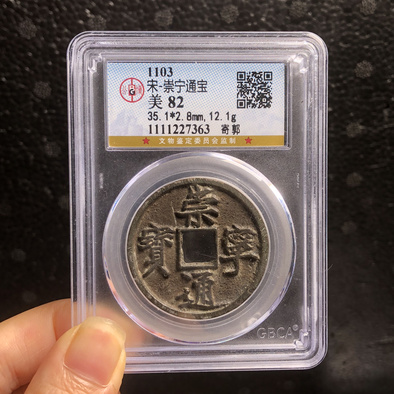 1103
宋-崇宁通宝
美 82
35.1*2.8mm,12.1g
1111227363 寄郭
★ 文物鉴定委员会监制 ★
崇
寳 寧
通
GBCA®